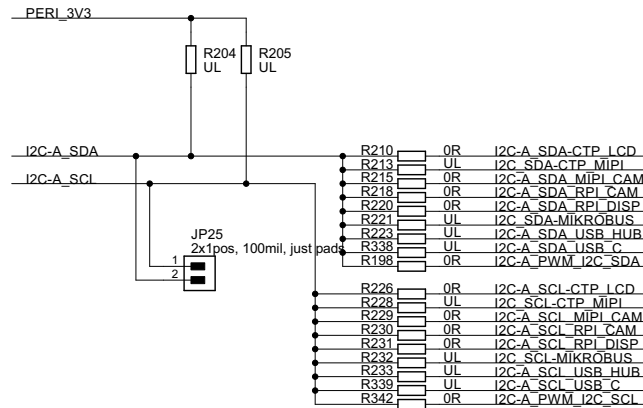 PERI_3V3
R204 R205
UL UL
I2C-A_SDA
I2C-A_SCL
JP25
2x1pos, 100mil, just pads
1
2
R210 0R I2C-A_SDA-CTP_LCD
R213 UL I2C_SDA-CTP_MIPI
R215 0R I2C-A_SDA_MIPI_CAM
R218 0R I2C-A_SDA_RPI_CAM
R220 0R I2C-A_SDA_RPI_DISP
R221 UL I2C_SDA-MIKROBUS
R223 UL I2C-A_SDA_USB_HUB
R338 UL I2C-A_SDA_USB_C
R198 0R I2C-A_PWM_I2C_SDA
R226 0R I2C-A_SCL-CTP_LCD
R228 UL I2C_SCL-CTP_MIPI
R229 0R I2C-A_SCL_MIPI_CAM
R230 0R I2C-A_SCL_RPI_CAM
R231 0R I2C-A_SCL_RPI_DISP
R232 UL I2C_SCL-MIKROBUS
R233 UL I2C-A_SCL_USB_HUB
R339 UL I2C-A_SCL_USB_C
R342 0R I2C-A_PWM_I2C_SCL